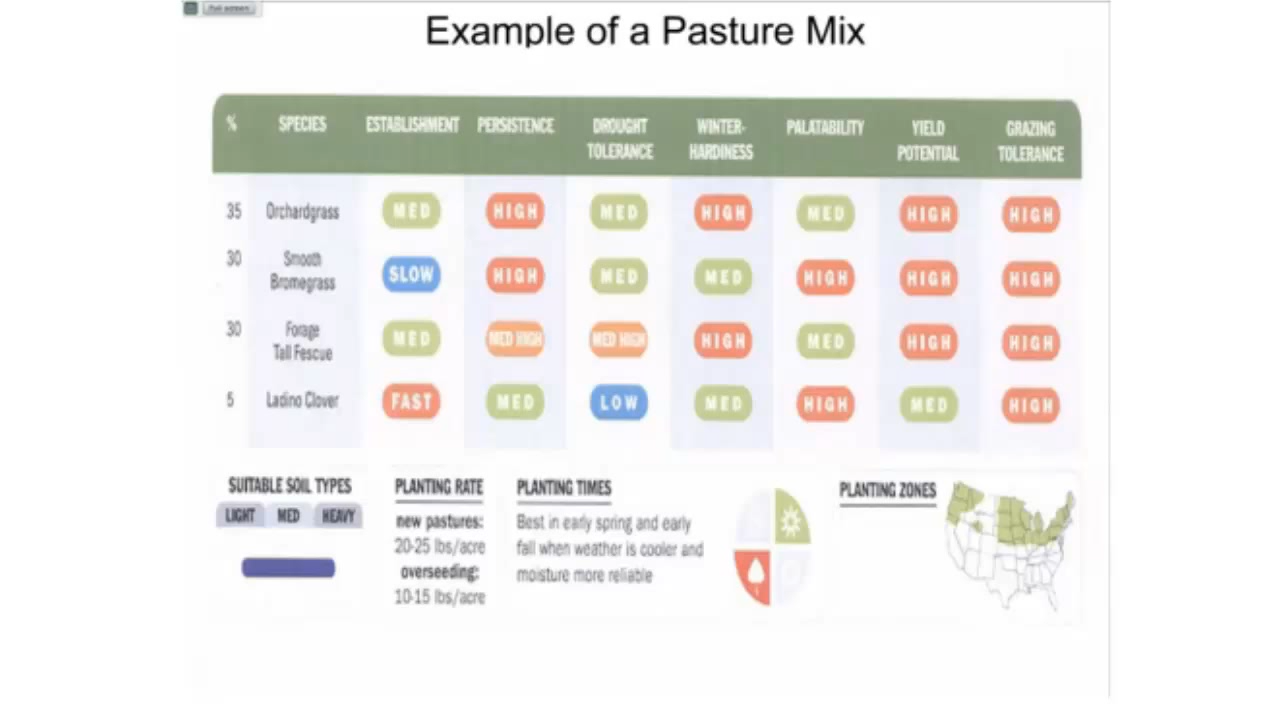 Full screen
Example of a Pasture Mix
% SPECIES ESTABLISHMENT PERSISTENCE DROUGHT TOLERANCE WINTER-HARDINESS PALATABILITY YIELD POTENTIAL GRAZING TOLERANCE
35 Orchardgrass MED HIGH MED HIGH MED HIGH HIGH
30 Smooth Bromegrass SLOW HIGH MED MED HIGH HIGH HIGH
30 Forage Tall Fescue MED MED HIGH MED HIGH HIGH MED HIGH HIGH
5 Ladino Clover FAST MED LOW MED HIGH MED HIGH
SUITABLE SOIL TYPES
LIGHT MED HEAVY
PLANTING RATE
new pastures:
20-25 lbs/acre
overseeding:
10-15 lbs/acre
PLANTING TIMES
Best in early spring and early
fall when weather is cooler and
moisture more reliable
PLANTING ZONES